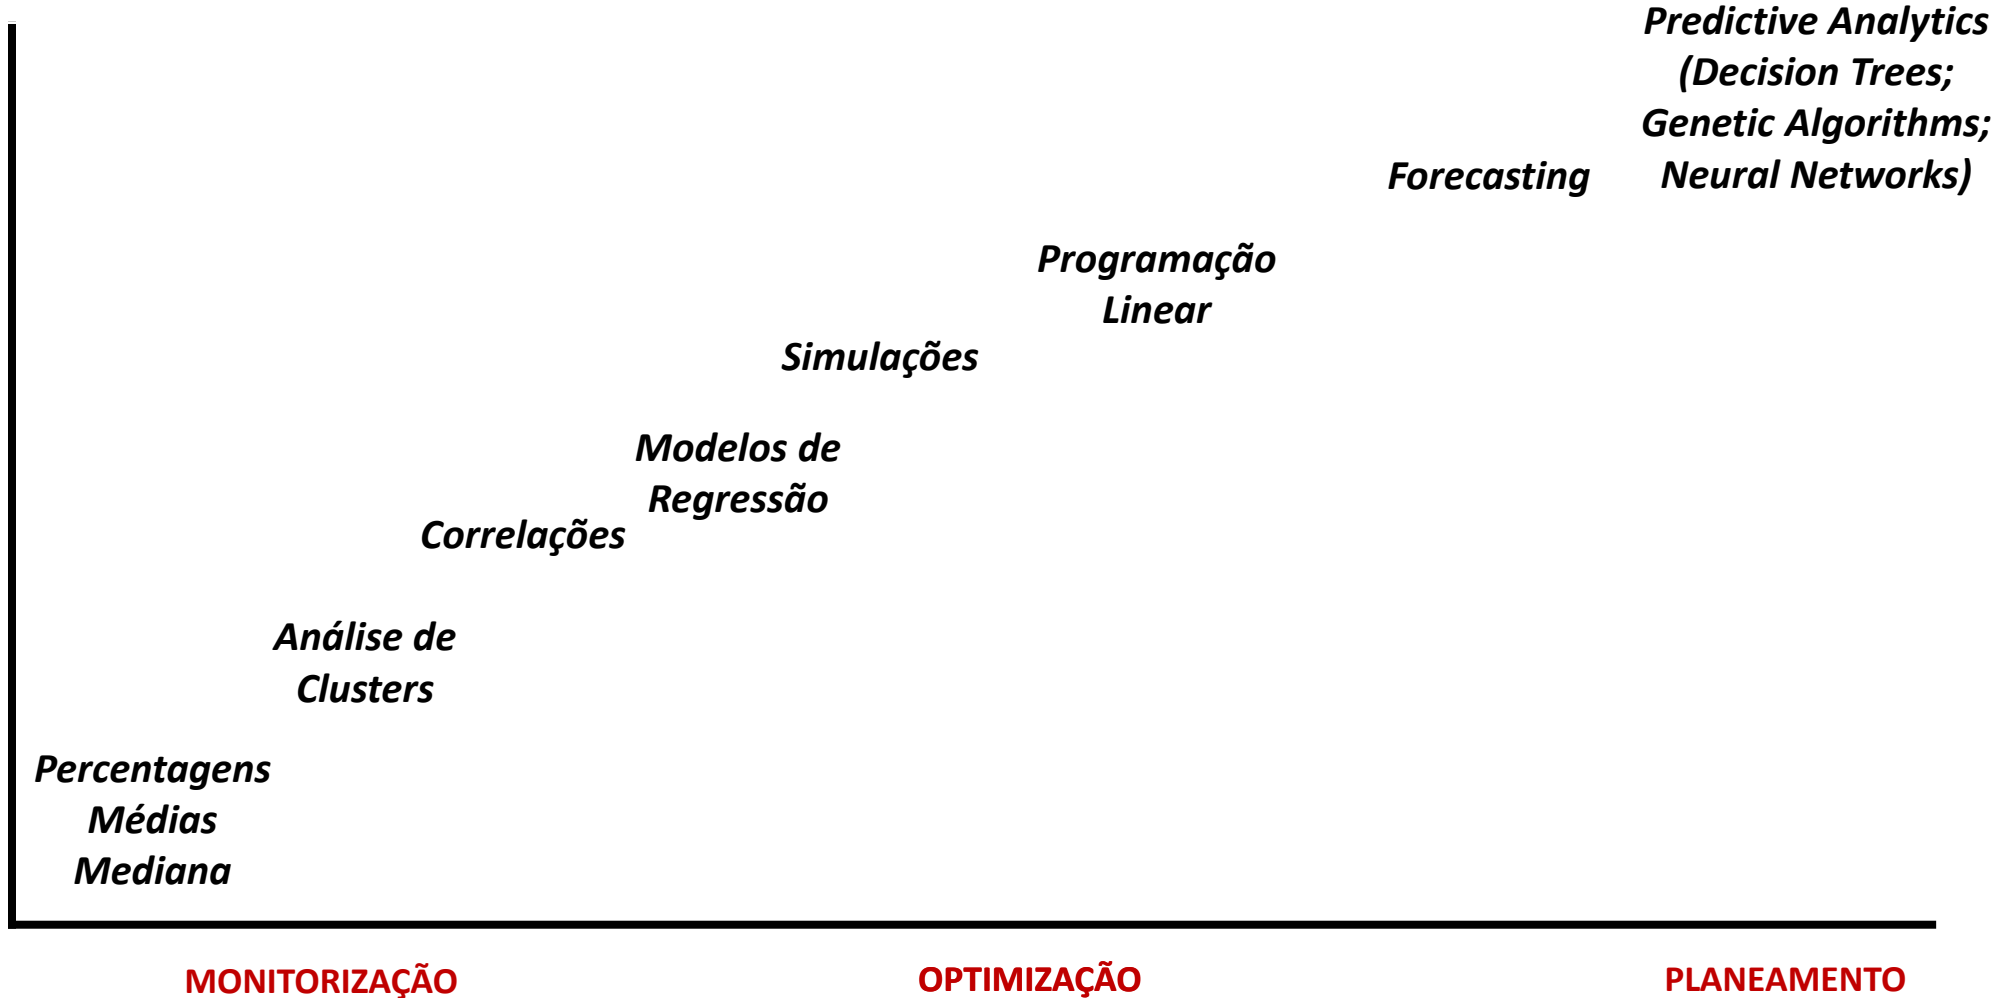 Predictive Analytics
(Decision Trees;
Genetic Algorithms;
Neural Networks)
Forecasting
Programação
Linear
Simulações
Modelos de
Regressão
Correlações
Análise de
Clusters
Percentagens
Médias
Mediana
MONITORIZAÇÃO
OPTIMIZAÇÃO
PLANEAMENTO